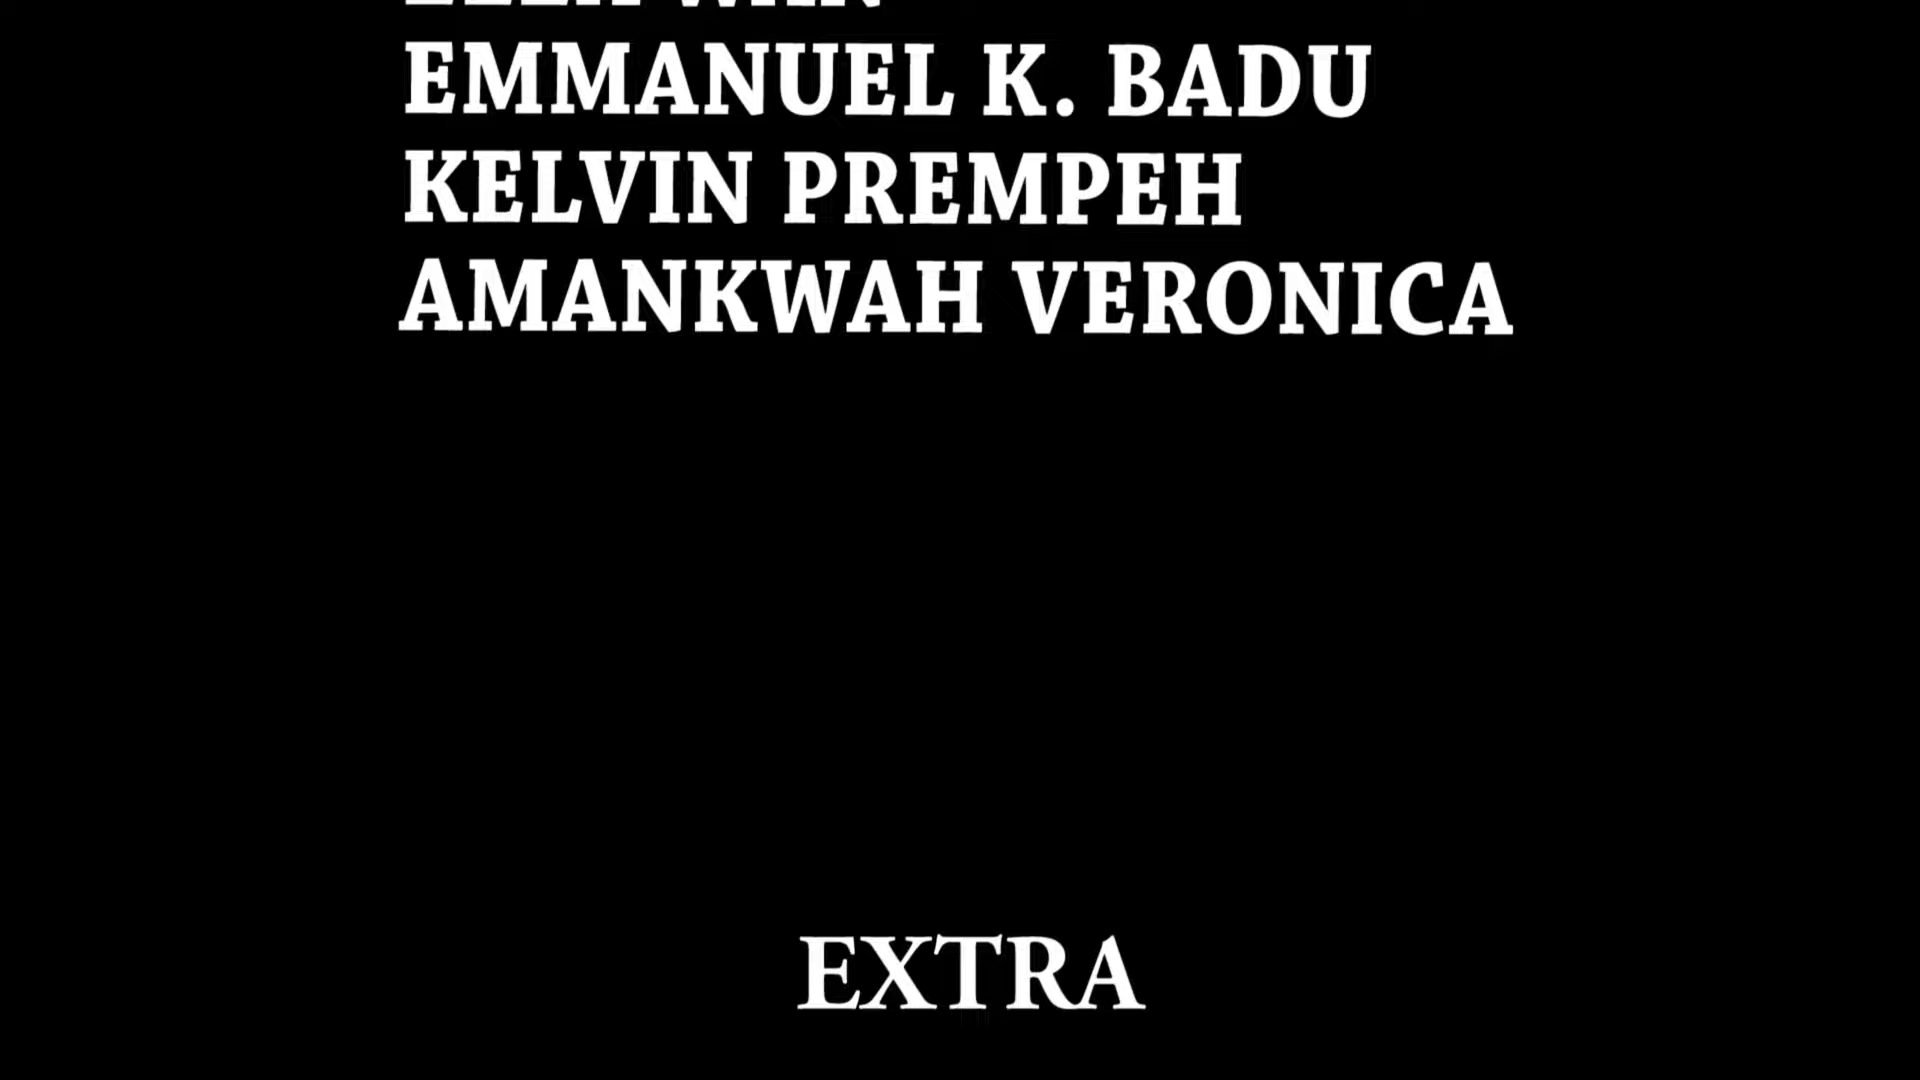 EMMANUEL K. BADU
KELVIN PREMPEH
AMANKWAH VERONICA
EXTRA